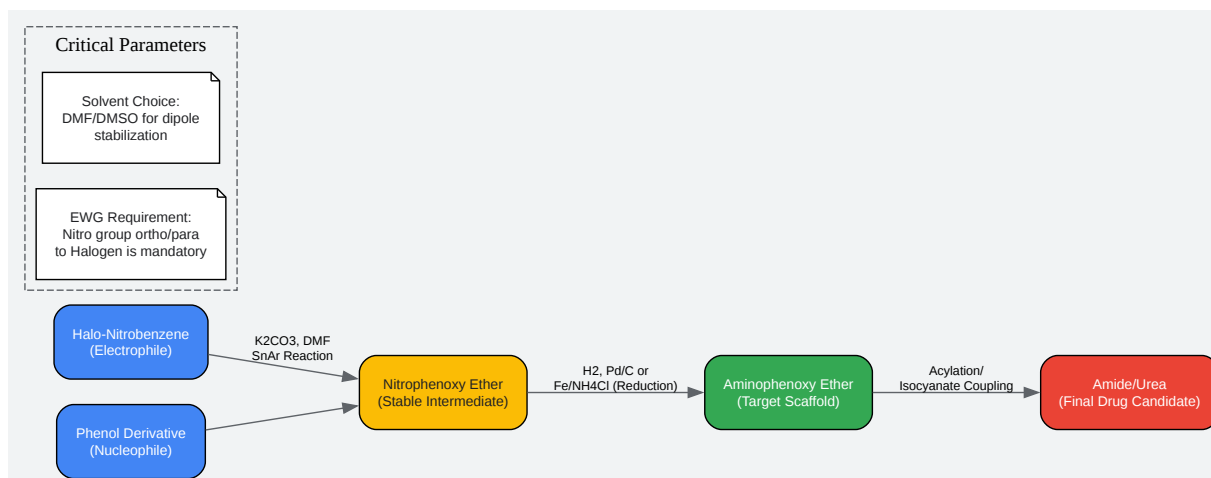 Critical Parameters
Solvent Choice:
DMF/DMSO for dipole
stabilization
EWG Requirement:
Nitro group ortho/para
to Halogen is mandatory
Halo-Nitrobenzene
(Electrophile)
K2CO3, DMF
SnAr Reaction
Phenol Derivative
(Nucleophile)
Nitrophenoxy Ether
(Stable Intermediate)
H2, Pd/C or
Fe/NH4Cl (Reduction)
Aminophenoxy Ether
(Target Scaffold)
Acylation/
Isocyanate Coupling
Amide/Urea
(Final Drug Candidate)